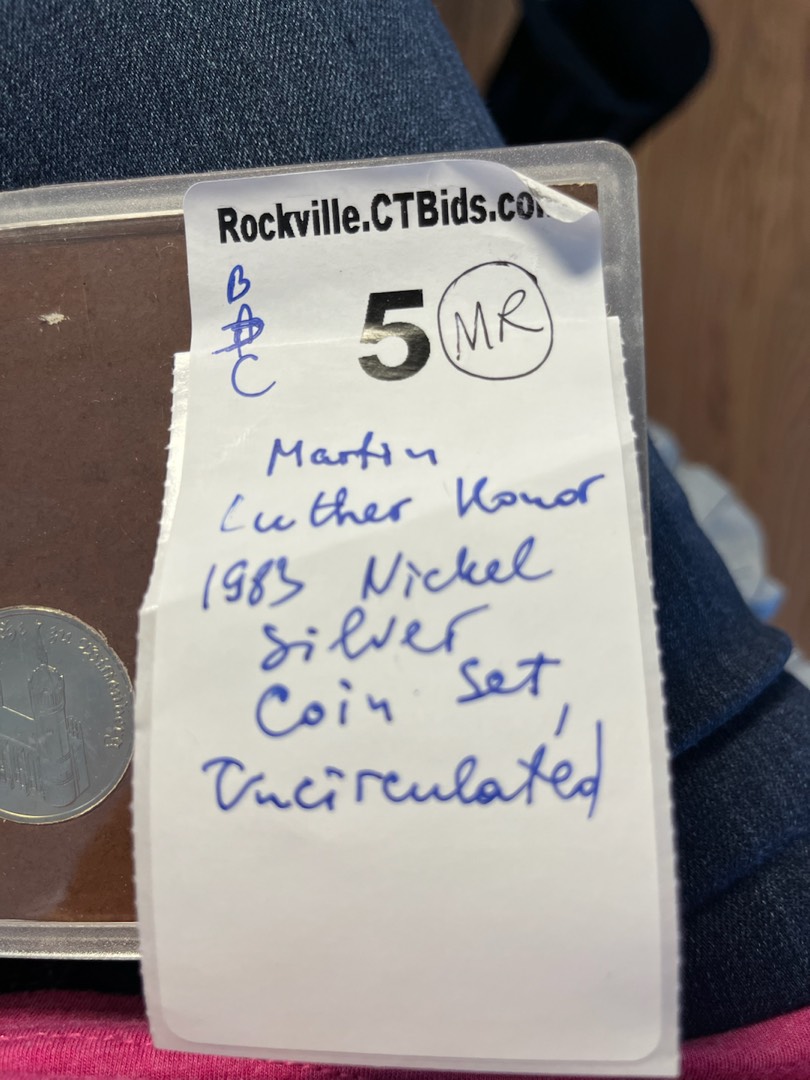 Rockville.CTBids.co
B
A
C
5
MR
Martin
Luther Honor
1983 Nickel
Silver
Coin Set,
Uncirculated